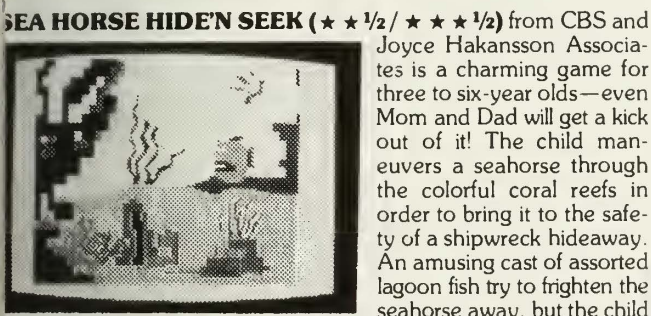 SEA HORSE HIDE'N SEEK (★ ★ ½/ ★ ★ ★ ½) from CBS and
Joyce Hakansson Associa-
tes is a charming game for
three to six-year olds—even
Mom and Dad will get a kick
out of it! The child man-
euvers a seahorse through
the colorful coral reefs in
order to bring it to the safe-
ty of a shipwreck hideaway.
An amusing cast of assorted
lagoon fish try to frighten the
seahorse away, but the child